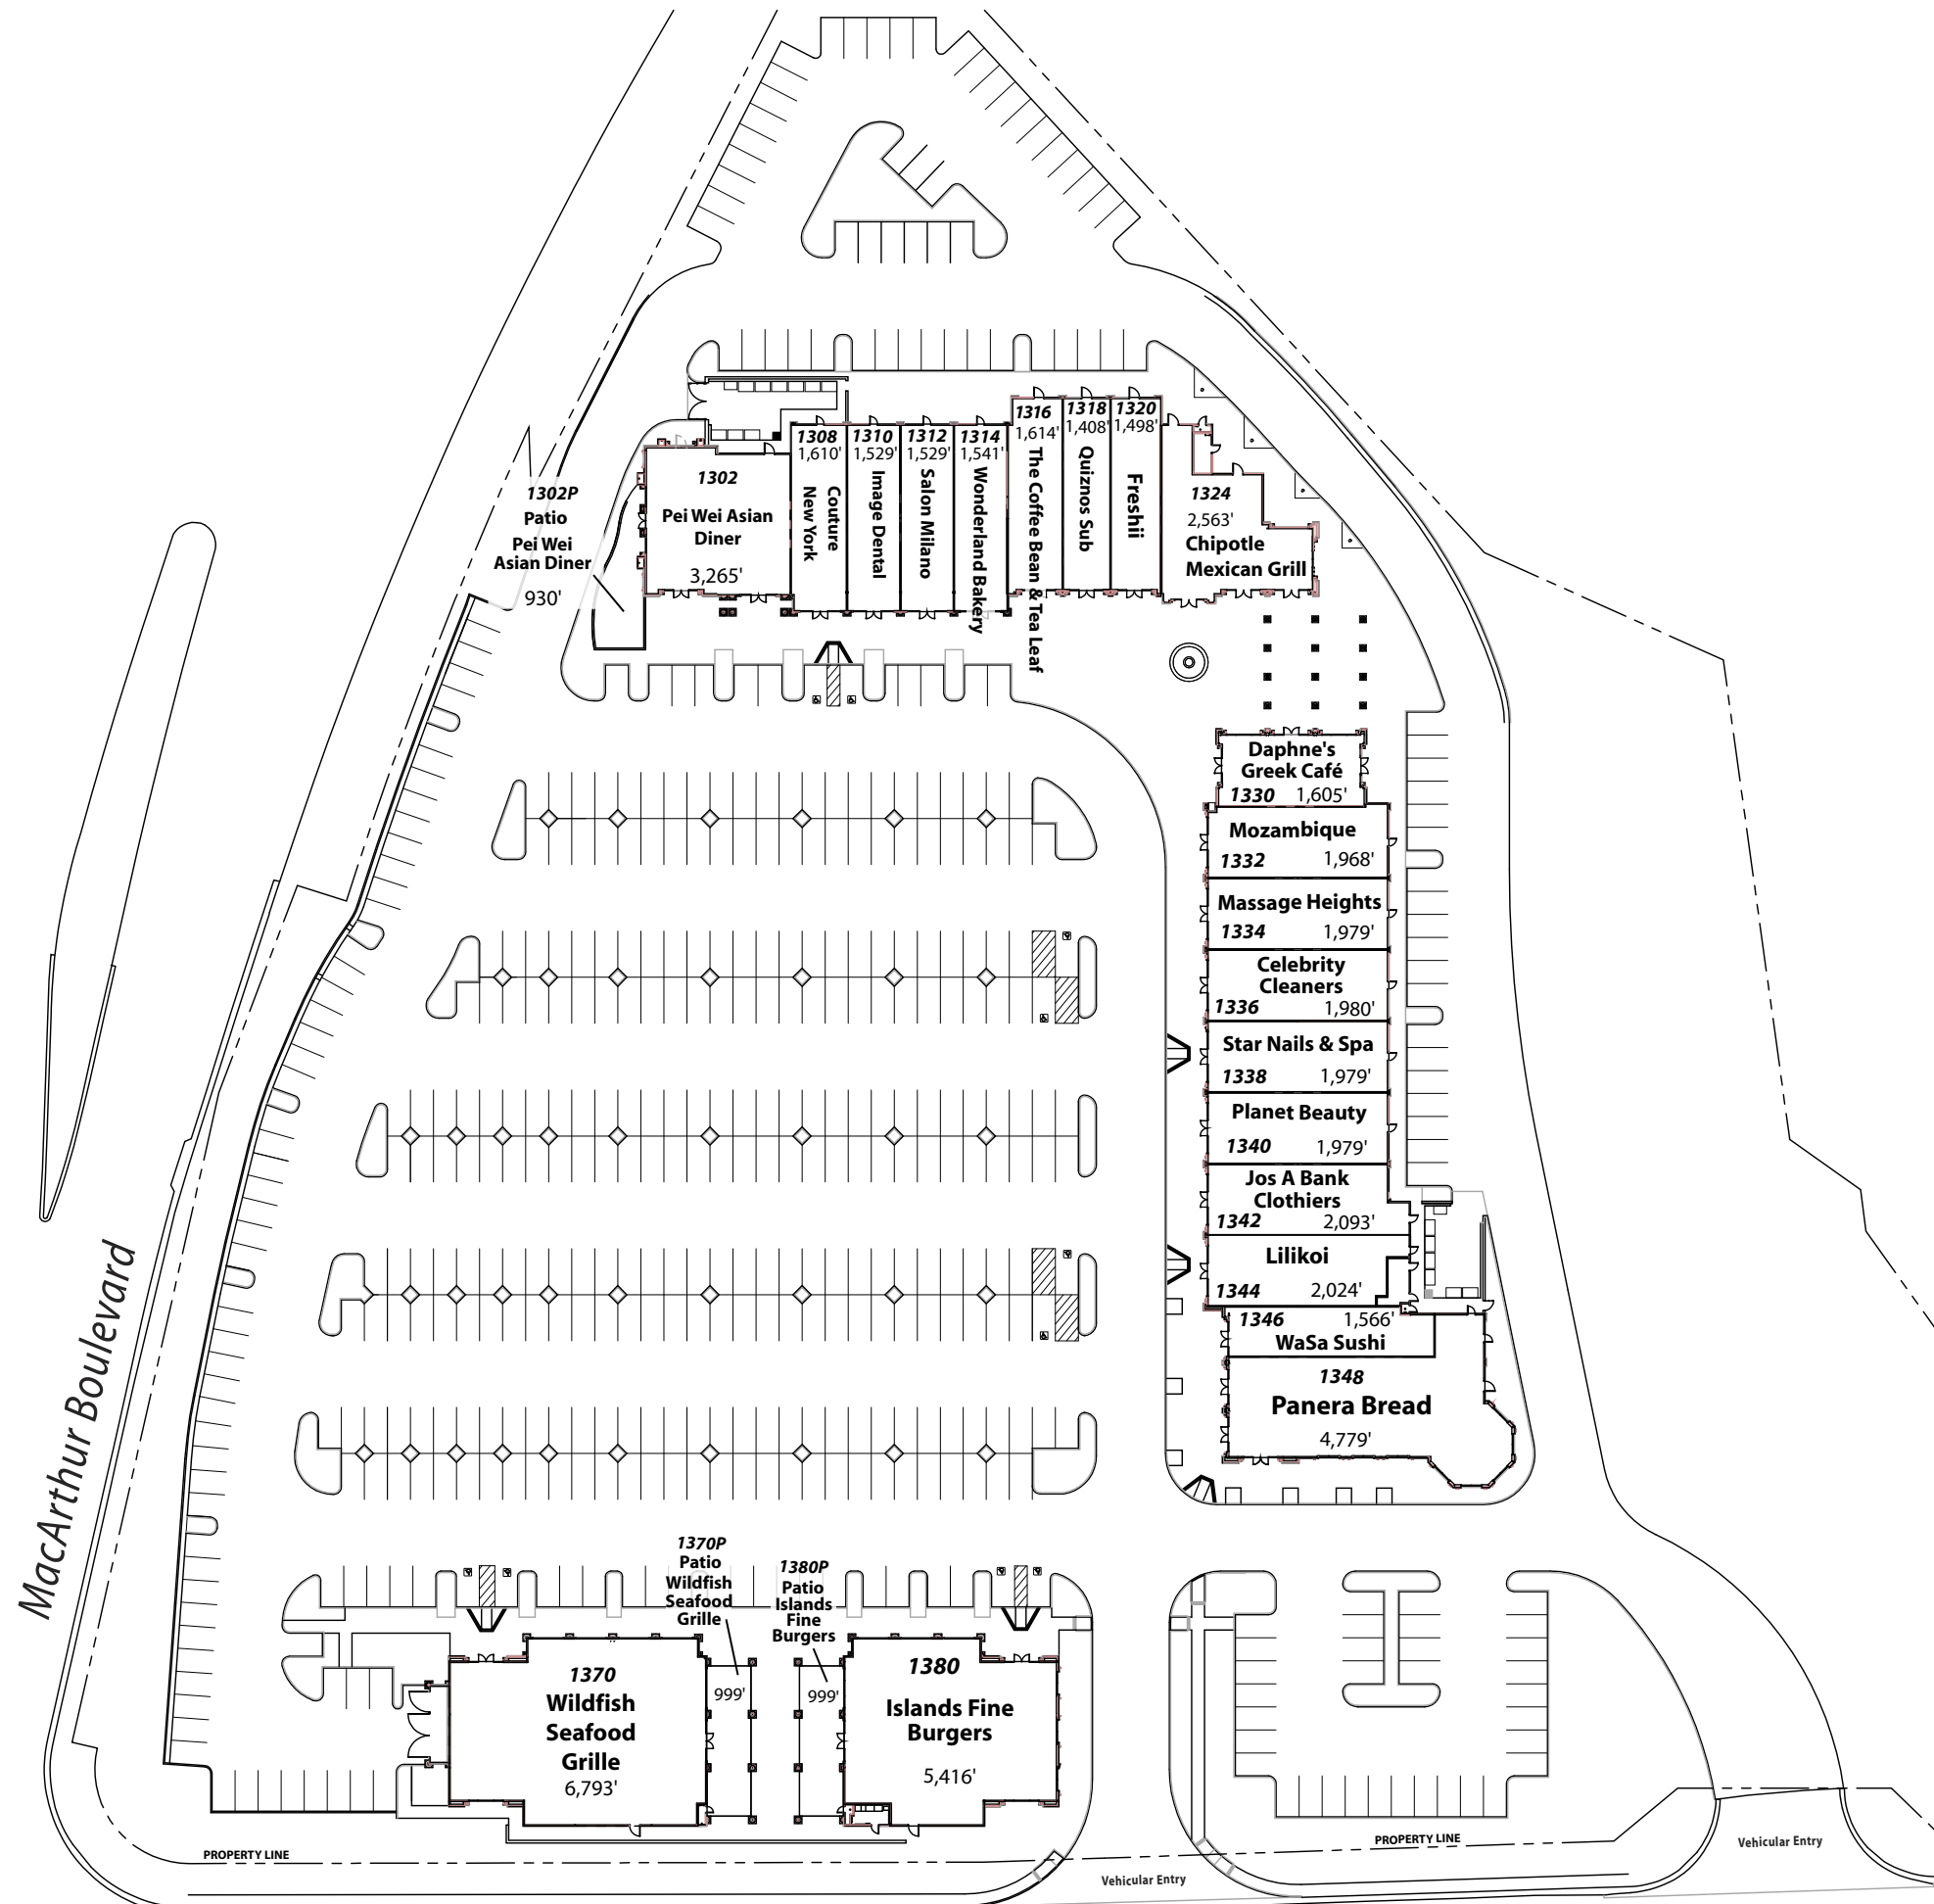 1302P
Patio
Pei Wei
Asian Diner
930'
1302
Pei Wei Asian
Diner
3,265'
1308
1,610'
Couture
New York
1310
1,529'
Image Dental
1312
1,529'
Salon Milano
1314
1,541'
Wonderland Bakery
1316
1,614'
The Coffee Bean & Tea Leaf
1318
1,408'
Quiznos Sub
1320
1,498'
Freshii
1324
2,563'
Chipotle
Mexican Grill
Daphne's
Greek Café
1330 1,605'
Mozambique
1332 1,968'
Massage Heights
1334 1,979'
Celebrity
Cleaners
1336 1,980'
Star Nails & Spa
1338 1,979'
Planet Beauty
1340 1,979'
Jos A Bank
Clothiers
1342 2,093'
Lilikoi
1344 2,024'
1346 1,566'
WaSa Sushi
1348
Panera Bread
4,779'
MacArthur Boulevard
1370P
Patio
Wildfish
Seafood
Grille
999'
1380P
Patio
Islands
Fine
Burgers
999'
1370
Wildfish
Seafood
Grille
6,793'
1380
Islands Fine
Burgers
5,416'
PROPERTY LINE
PROPERTY LINE
Vehicular Entry
Vehicular Entry